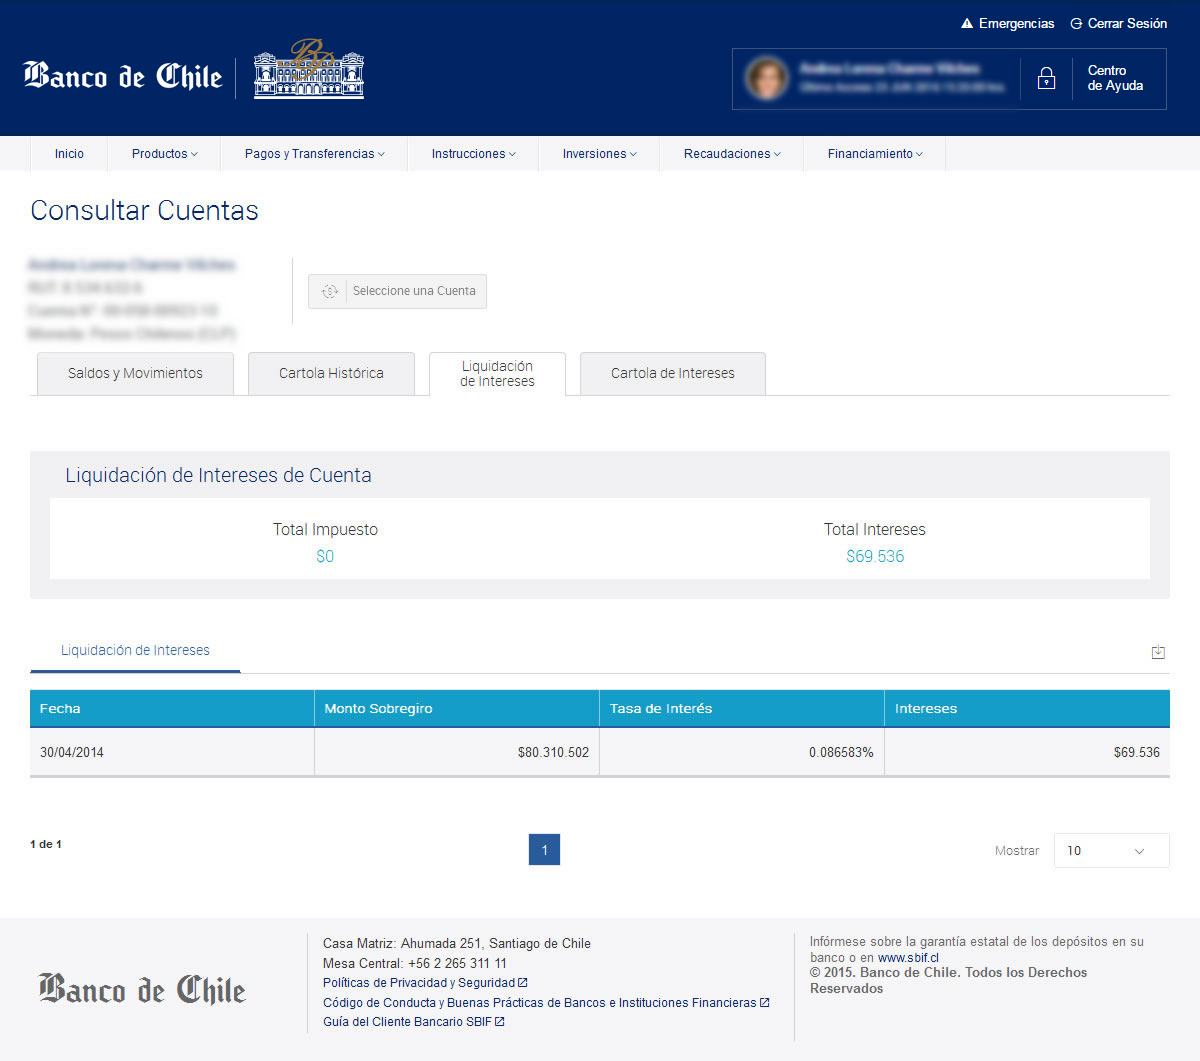 Emergencias
Cerrar Sesión
Banco de Chile
Centro
de Ayuda
Inicio
Productos
Pagos y Transferencias
Instrucciones
Inversiones
Recaudaciones
Financiamiento
Consultar Cuentas
Seleccione una Cuenta
Saldos y Movimientos
Cartola Histórica
Liquidación
de Intereses
Cartola de Intereses
Liquidación de Intereses de Cuenta
Total Impuesto
Total Intereses
$0
$69.536
Liquidación de Intereses
Fecha
Monto Sobregiro
Tasa de Interés
Intereses
30/04/2014
$80.310.502
0.086583%
$69.536
1 de 1
1
Mostrar
10
Banco de Chile
Casa Matriz: Ahumada 251, Santiago de Chile
Mesa Central: +56 2 265 311 11
Políticas de Privacidad y Seguridad
Código de Conducta y Buenas Prácticas de Bancos e Instituciones Financieras
Guía del Cliente Bancario SBIF
Infórmese sobre la garantía estatal de los depósitos en su
banco o en www.sbif.cl
© 2015. Banco de Chile. Todos los Derechos
Reservados